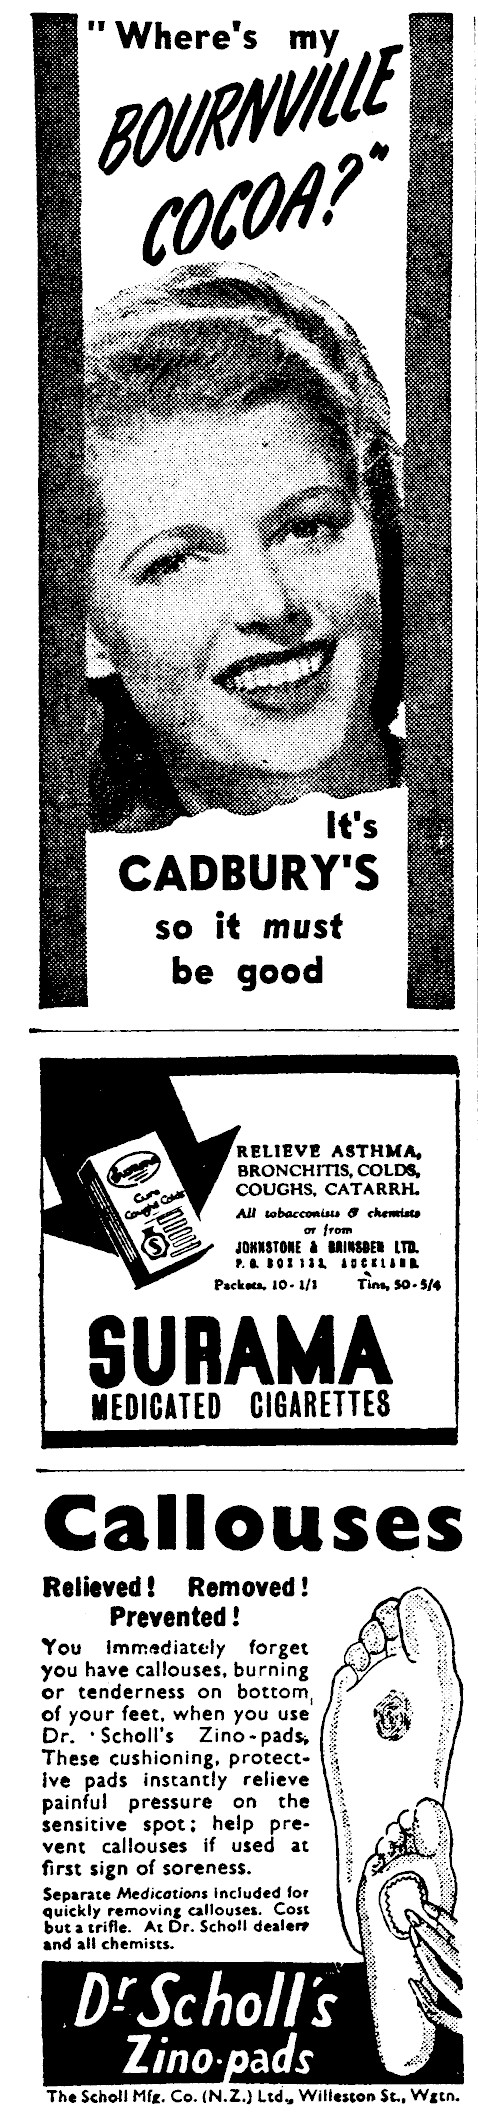 "Where's my
BOURNVILLE
COCOA?"
It's
CADBURY'S
so it must
be good
Surama
Cure
Coughs Colds
S
RELIEVE ASTHMA,
BRONCHITIS, COLDS,
COUGHS, CATARRH.
All tobacconists & chemists
or from
JOHNSTONE & BRINSDEN LTD.
P.O. BOX 133, AUCKLAND.
Packets, 10-1/1 Tins, 50-5/4
SURAMA
MEDICATED CIGARETTES
Callouses
Relieved! Removed!
Prevented!
You immediately forget
you have callouses, burning
or tenderness on bottom
of your feet, when you use
Dr. Scholl's Zino-pads.
These cushioning, protect-
ive pads instantly relieve
painful pressure on the
sensitive spot; help pre-
vent callouses if used at
first sign of soreness.
Separate Medications included for
quickly removing callouses. Cost
but a trifle. At Dr. Scholl dealers
and all chemists.
Dr Scholl's
Zino-pads
The Scholl Mfg. Co. (N.Z.) Ltd., Willeston St., Wgtn.